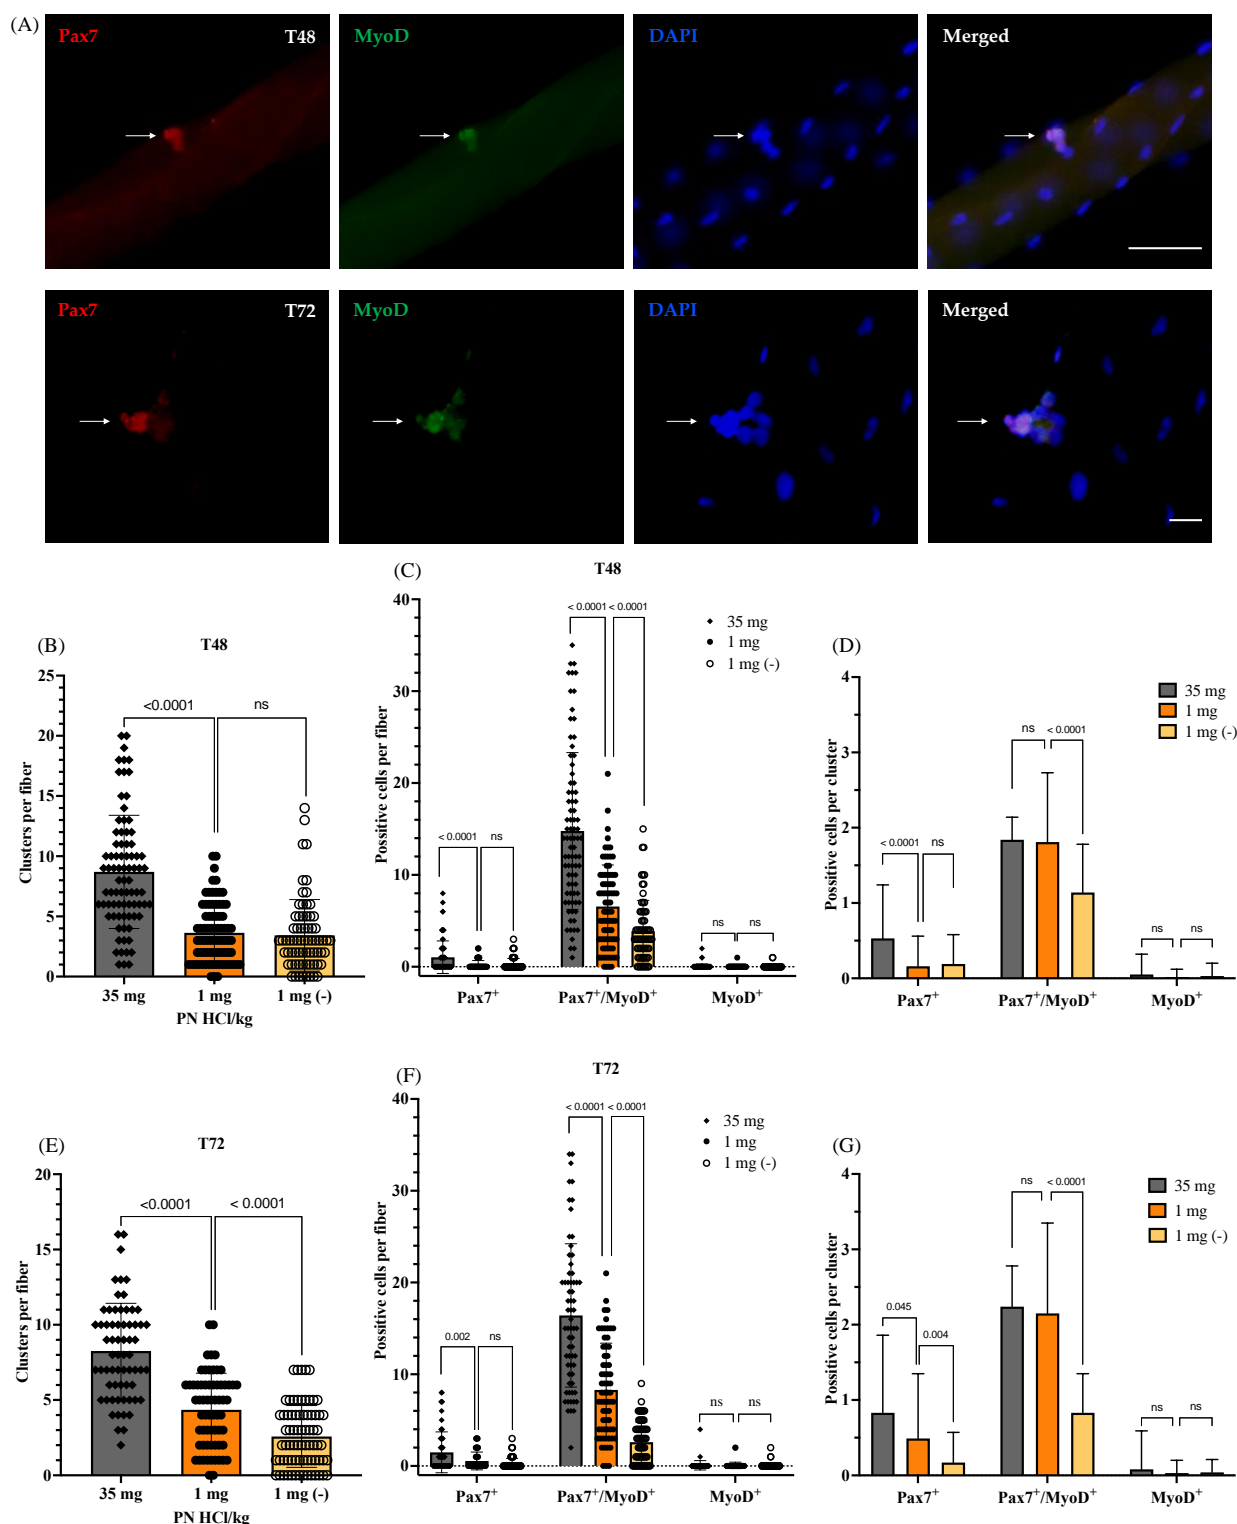 (A)
Pax7 T48 MyoD DAPI Merged
Pax7 T72 MyoD DAPI Merged
(B)
T48
Clusters per fiber
25
20
15
10
5
0
<0.0001 ns
35 mg 1 mg 1 mg (-)
PN HCl/kg
(C)
T48
Possitive cells per fiber
40
30
20
10
0
< 0.0001 ns
< 0.0001 < 0.0001
ns ns
35 mg
1 mg
1 mg (-)
Pax7⁺ Pax7⁺/MyoD⁺ MyoD⁺
(D)
Possitive cells per cluster
4
3
2
1
0
<0.0001 ns
ns < 0.0001
ns ns
35 mg
1 mg
1 mg (-)
Pax7⁺ Pax7⁺/MyoD⁺ MyoD⁺
(E)
T72
Clusters per fiber
20
15
10
5
0
<0.0001 < 0.0001
35 mg 1 mg 1 mg (-)
PN HCl/kg
(F)
T72
Possitive cells per fiber
40
30
20
10
0
0.002 ns
< 0.0001 < 0.0001
ns ns
35 mg
1 mg
1 mg (-)
Pax7⁺ Pax7⁺/MyoD⁺ MyoD⁺
(G)
Possitive cells per cluster
4
3
2
1
0
0.045 0.004
ns < 0.0001
ns ns
35 mg
1 mg
1 mg (-)
Pax7⁺ Pax7⁺/MyoD⁺ MyoD⁺